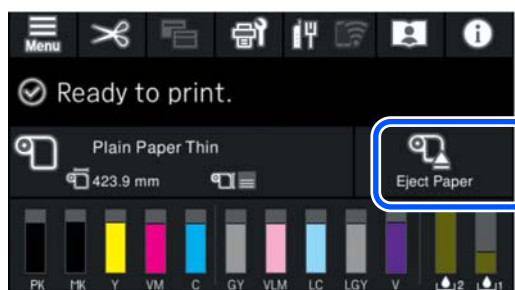 Menu
Ready to print.
Plain Paper Thin
423.9 mm
Eject Paper
PK MK Y VM C GY VLM LC LGY V 2 1